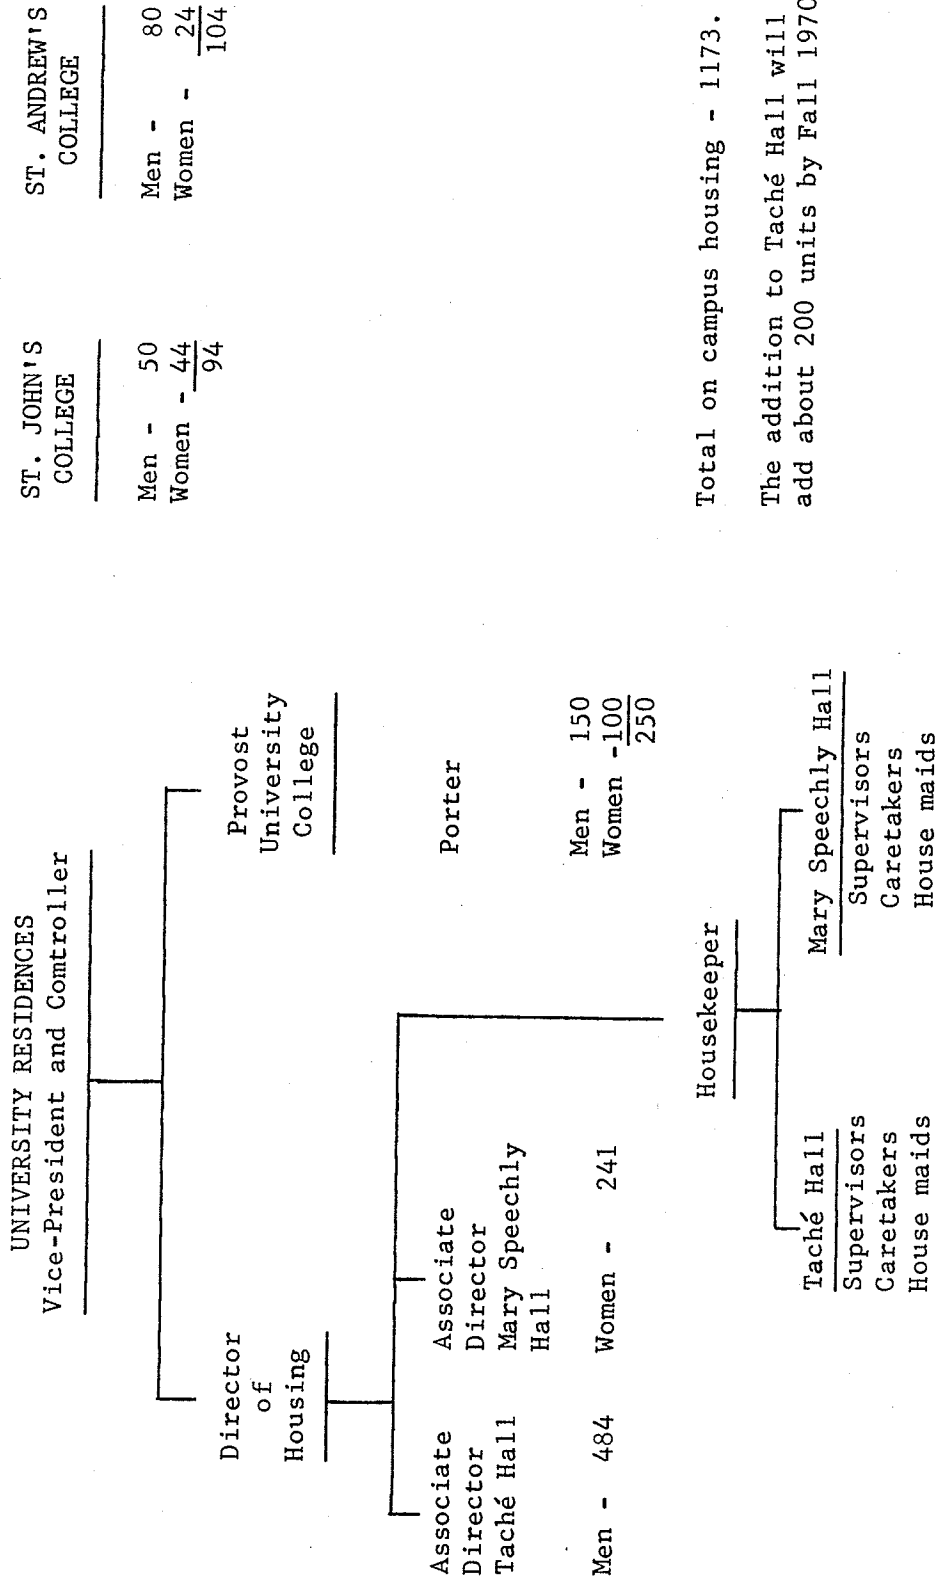 UNIVERSITY RESIDENCES
Vice-President and Comtroller
Director
of
Housing
Provost
University
College
Associate
Director
Taché Hall
Men - 484
Associate
Director
Mary Speechly
Hall
Women - 241
Porter
Men - 150
Women -100
250
Housekeeper
Taché Hall
Supervisors
Caretakers
House maids
Mary Speechly Hall
Supervisors
Caretakers
House maids
ST. JOHN'S
COLLEGE
Men - 50
Women - 44
94
ST. ANDREW'S
COLLEGE
Men - 80
Women - 24
104
Total on campus housing - 1173.
The addition to Taché Hall will
add about 200 units by Fall 1970